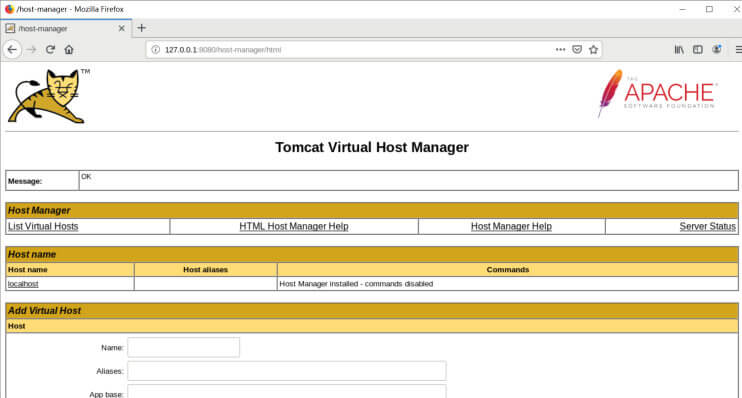 /host-manager - Mozilla Firefox
/host-manager
127.0.0.1:8080/host-manager/html
TM
THE
APACHE
SOFTWARE FOUNDATION
Tomcat Virtual Host Manager
Message: OK
Host Manager
List Virtual Hosts HTML Host Manager Help Host Manager Help Server Status
Host name
Host name Host aliases Commands
localhost Host Manager installed - commands disabled
Add Virtual Host
Host
Name:
Aliases:
App base: